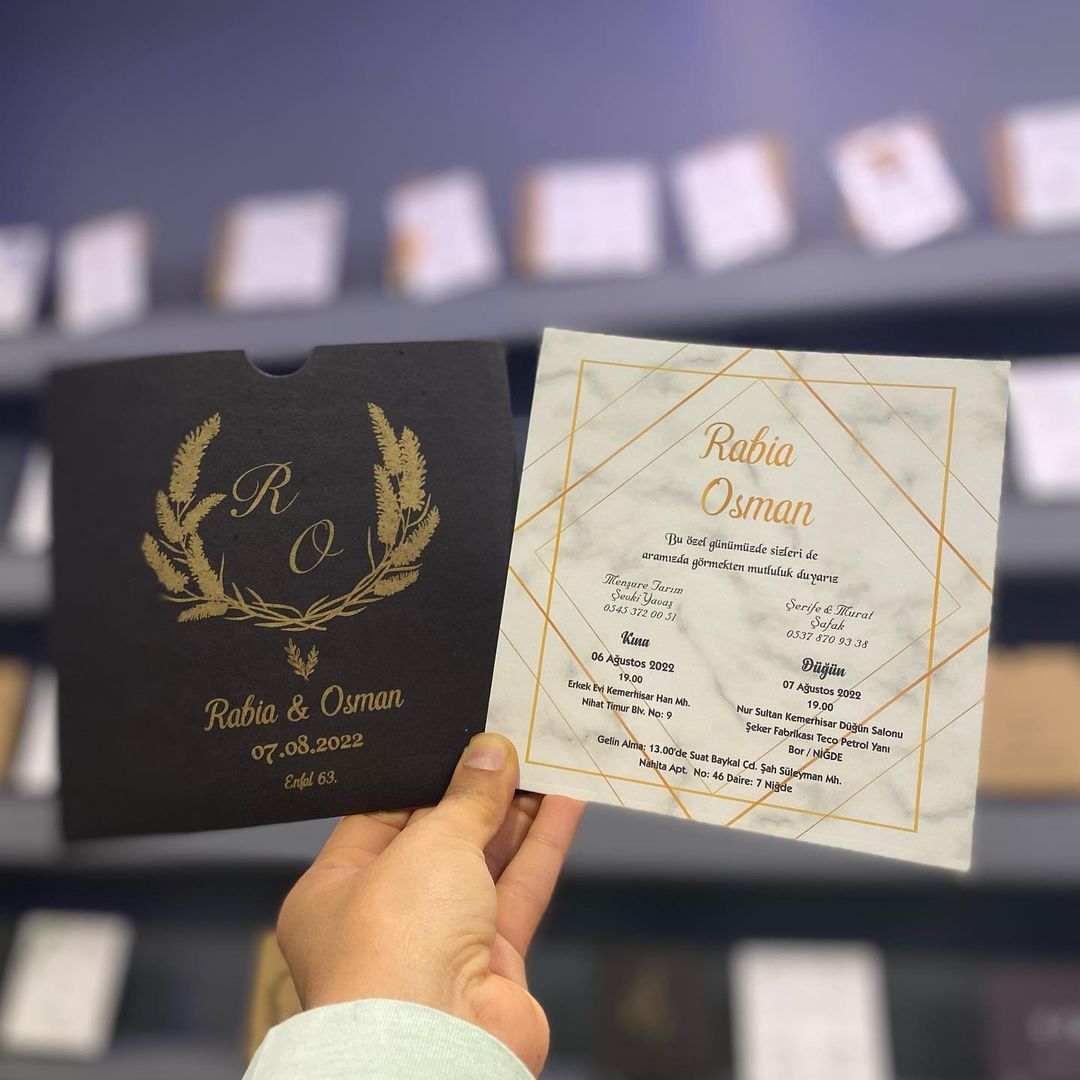 R
O
Rabia & Osman
07.08.2022
Enfal 63.
Rabia
Osman
Bu özel günümüzde sizleri de
aramızda görmekten mutluluk duyarız
Menşure Tarım
Şevki Yavaş
0545 372 00 51
Şerife & Murat
Şafak
0537 870 93 38
Kına
06 Ağustos 2022
19.00
Erkek Evi Kemerhisar Han Mh.
Nihat Timur Blv. No: 9
Düğün
07 Ağustos 2022
19.00
Nur Sultan Kemerhisar Düğün Salonu
Şeker Fabrikası Teco Petrol Yanı
Bor / NİĞDE
Gelin Alma: 13.00'de Suat Baykal Cd. Şah Süleyman Mh.
Nahita Apt. No: 46 Daire: 7 Niğde